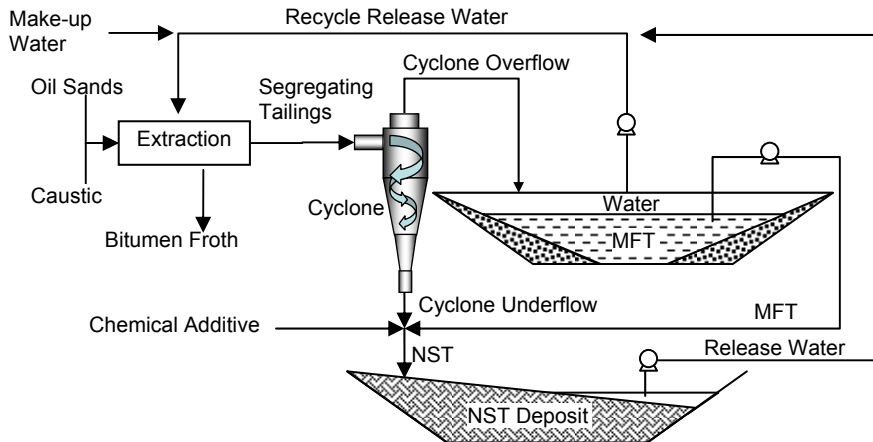 Recycle Release Water
Make-up
Water
Cyclone Overflow
Oil Sands
Segregating
Tailings
Extraction
Water
Caustic
Cyclone
MFT
Bitumen Froth
Cyclone Underflow
Chemical Additive
MFT
NST
Release Water
NST Deposit